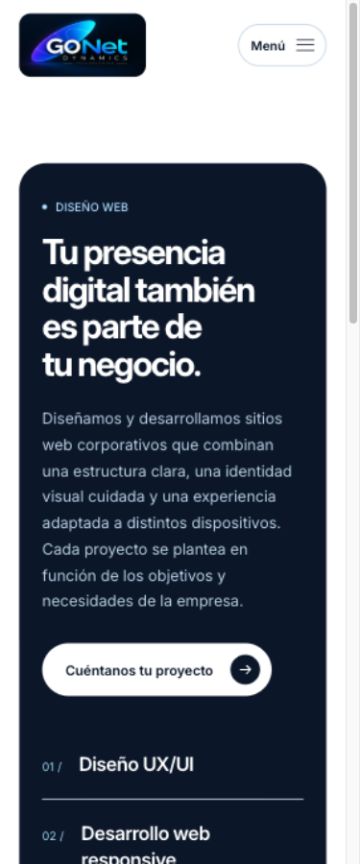 GONet
DYNAMICS
Menú
DISEÑO WEB
Tu presencia
digital también
es parte de
tu negocio.
Diseñamos y desarrollamos sitios
web corporativos que combinan
una estructura clara, una identidad
visual cuidada y una experiencia
adaptada a distintos dispositivos.
Cada proyecto se plantea en
función de los objetivos y
necesidades de la empresa.
Cuéntanos tu proyecto
01 / Diseño UX/UI
02 / Desarrollo web
responsive